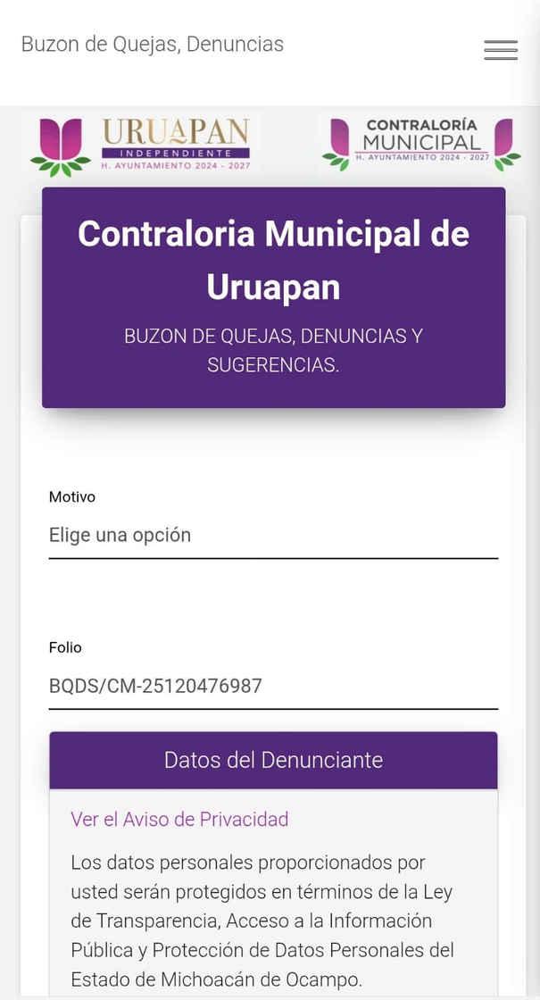 Buzon de Quejas, Denuncias
URUAPAN
INDEPENDIENTE
H. AYUNTAMIENTO 2024 - 2027
CONTRALORÍA
MUNICIPAL
H. AYUNTAMIENTO 2024 - 2027
Contraloria Municipal de
Uruapan
BUZON DE QUEJAS, DENUNCIAS Y
SUGERENCIAS.
Motivo
Elige una opción
Folio
BQDS/CM-25120476987
Datos del Denunciante
Ver el Aviso de Privacidad
Los datos personales proporcionados por
usted serán protegidos en términos de la Ley
de Transparencia, Acceso a la Información
Pública y Protección de Datos Personales del
Estado de Michoacán de Ocampo.